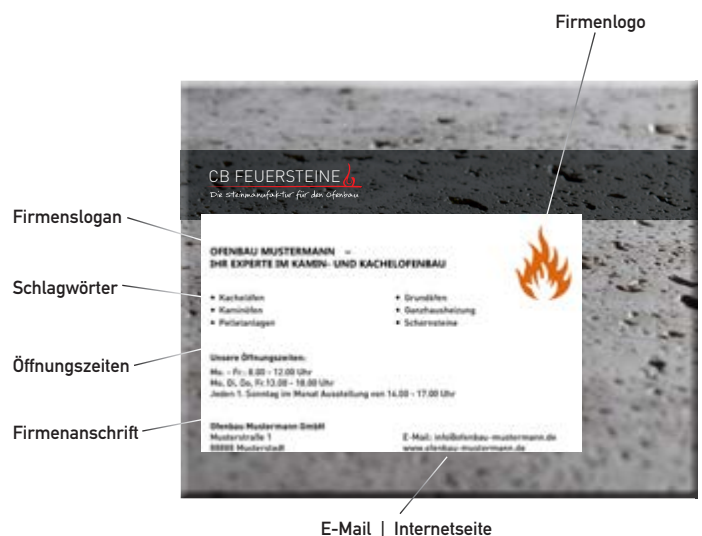 Firmenlogo
CB FEUERSTEINE
Die Steinmanufaktur für den Ofenbau
Firmenslogan
OFENBAU MUSTERMANN –
IHR EXPERTE IM KAMIN- UND KACHELOFENBAU
Schlagwörter
• Kachelöfen
• Kaminöfen
• Pelletanlagen
• Grundöfen
• Ganzhausheizung
• Schornsteine
Öffnungszeiten
Unsere Öffnungszeiten:
Mo. - Fr.: 8.00 - 12.00 Uhr
Mo, Di, Do, Fr.13.00 - 18.00 Uhr
Jeden 1. Sonntag im Monat Ausstellung von 14.00 - 17.00 Uhr
Firmenanschrift
Ofenbau Mustermann GmbH
Musterstraße 1
88888 Musterstadt
E-Mail: info@ofenbau-mustermann.de
www.ofenbau-mustermann.de
E-Mail | Internetseite